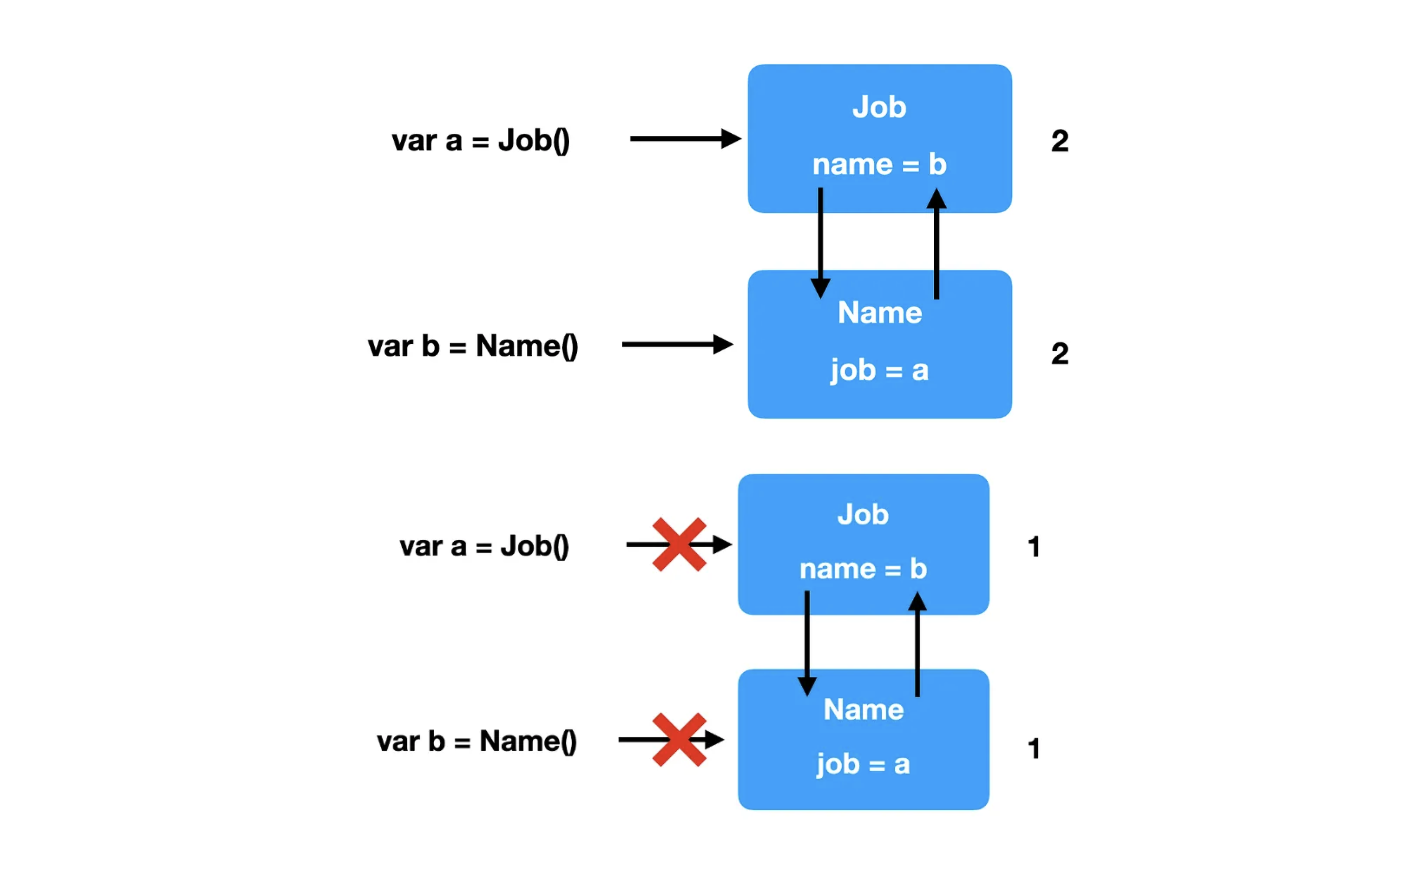 Job
var a = Job()
name = b
2
Name
var b = Name()
job = a
2
Job
var a = Job()
name = b
1
Name
var b = Name()
job = a
1